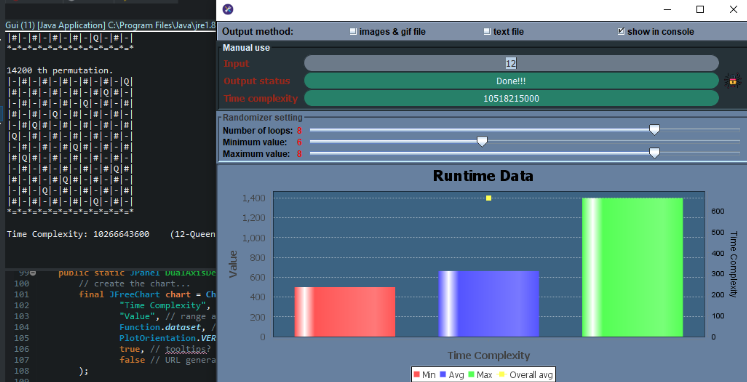 Gui (11) [Java Application] C:\Program Files\Java\jre1.8
|#|-|#|-|#|-|#|-|#|Q|#|-|
*=*=*=*=*=*=*=*=*=*=*=*=*
14200 th permutation.
|-|#|-|#|-|#|-|#|-|#|-|Q|
|#|-|#|-|#|-|#|-|#|Q|#|-|
|-|#|-|#|-|Q|-|#|-|#|-|#|
|#|-|#|Q|#|-|#|-|#|-|#|-|
|-|#|Q|#|-|#|-|#|-|#|-|#|
|Q|-|#|-|#|-|#|-|#|-|#|-|
|-|#|-|#|-|#|-|Q|-|#|-|#|
|#|Q|#|-|#|-|#|-|#|-|#|-|
|-|#|-|#|-|#|-|#|-|#|Q|#|
|#|-|#|-|#|-|#|-|Q|-|#|-|
|-|#|-|#|Q|#|-|#|-|#|-|#|
|#|-|#|-|#|-|Q|-|#|-|#|-|
*=*=*=*=*=*=*=*=*=*=*=*=*
Time Complexity: 10266643600 (12-Queen
99 public static JPanel DualAxisDe
100 // create the chart...
101 final JFreeChart chart = Ch
102 "Time Complexity",
103 "Value", // range a
104 Function.dataset, /
105 PlotOrientation.VER
106 true, // tooltips?
107 false // URL genera
108 );
Output method: images & gif file text file show in console
Manual use
Input 12
Output status Done!!!
Time complexity 10518215000
Randomizer setting
Number of loops: 8
Minimum value: 6
Maximum value: 8
Runtime Data
1,400
1,200
1,000
800
600
400
200
0
Value
600
500
400
300
200
100
0
Time Complexity
Time Complexity
Min Avg Max Overall avg